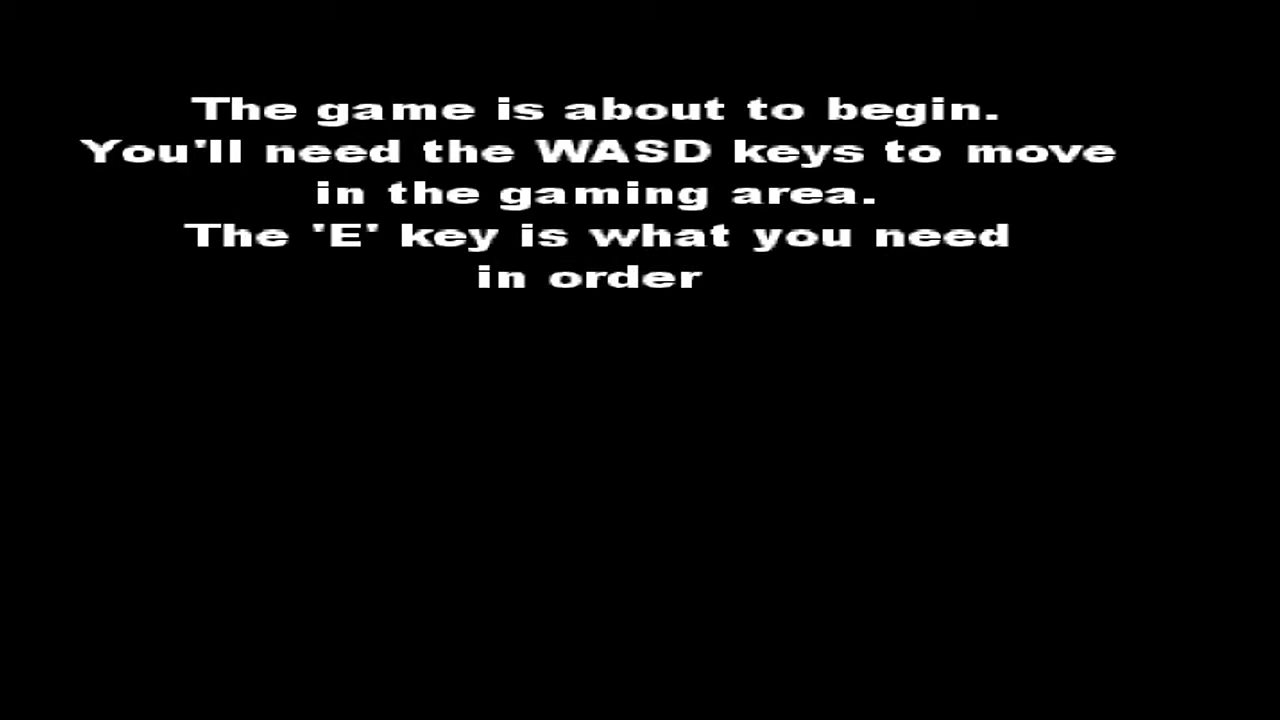 The game is about to begin.
You'll need the WASD keys to move
in the gaming area.
The 'E' key is what you need
in order